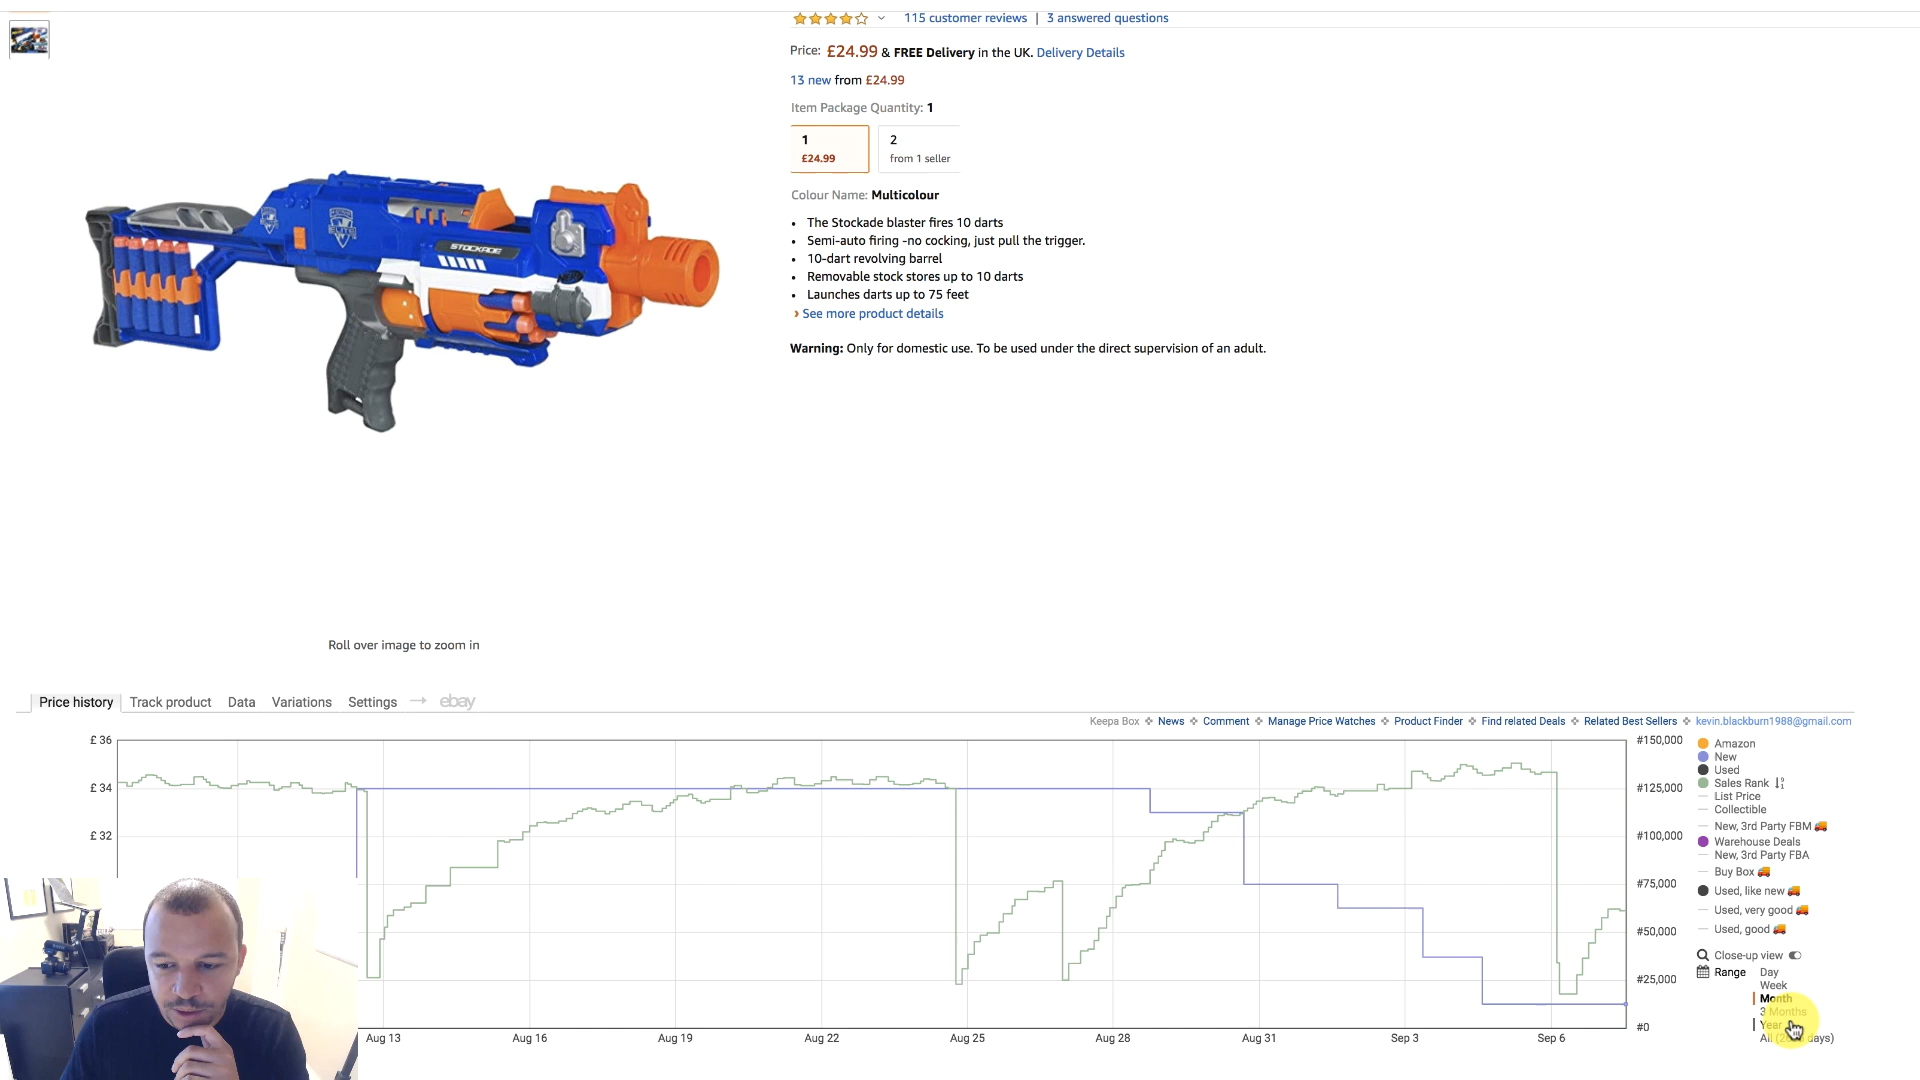 115 customer reviews | 3 answered questions
Price: £24.99 & FREE Delivery in the UK. Delivery Details
13 new from £24.99
Item Package Quantity: 1
1
£24.99
2
from 1 seller
Colour Name: Multicolour
• The Stockade blaster fires 10 darts
• Semi-auto firing -no cocking, just pull the trigger.
• 10-dart revolving barrel
• Removable stock stores up to 10 darts
• Launches darts up to 75 feet
› See more product details
Warning: Only for domestic use. To be used under the direct supervision of an adult.
STOCKADE
NERF
ELITE
Roll over image to zoom in
Price history Track product Data Variations Settings → ebay
Keepa Box News Comment Manage Price Watches Product Finder Find related Deals Related Best Sellers kevin.blackburn1988@gmail.com
£ 36
£ 34
£ 32
#150,000
#125,000
#100,000
#75,000
#50,000
#25,000
#0
Aug 13 Aug 16 Aug 19 Aug 22 Aug 25 Aug 28 Aug 31 Sep 3 Sep 6
Amazon
New
Used
Sales Rank
List Price
Collectible
New, 3rd Party FBM
Warehouse Deals
New, 3rd Party FBA
Buy Box
Used, like new
Used, very good
Used, good
Close-up view
Range
Day
Week
Month
3 Months
Year
All days)